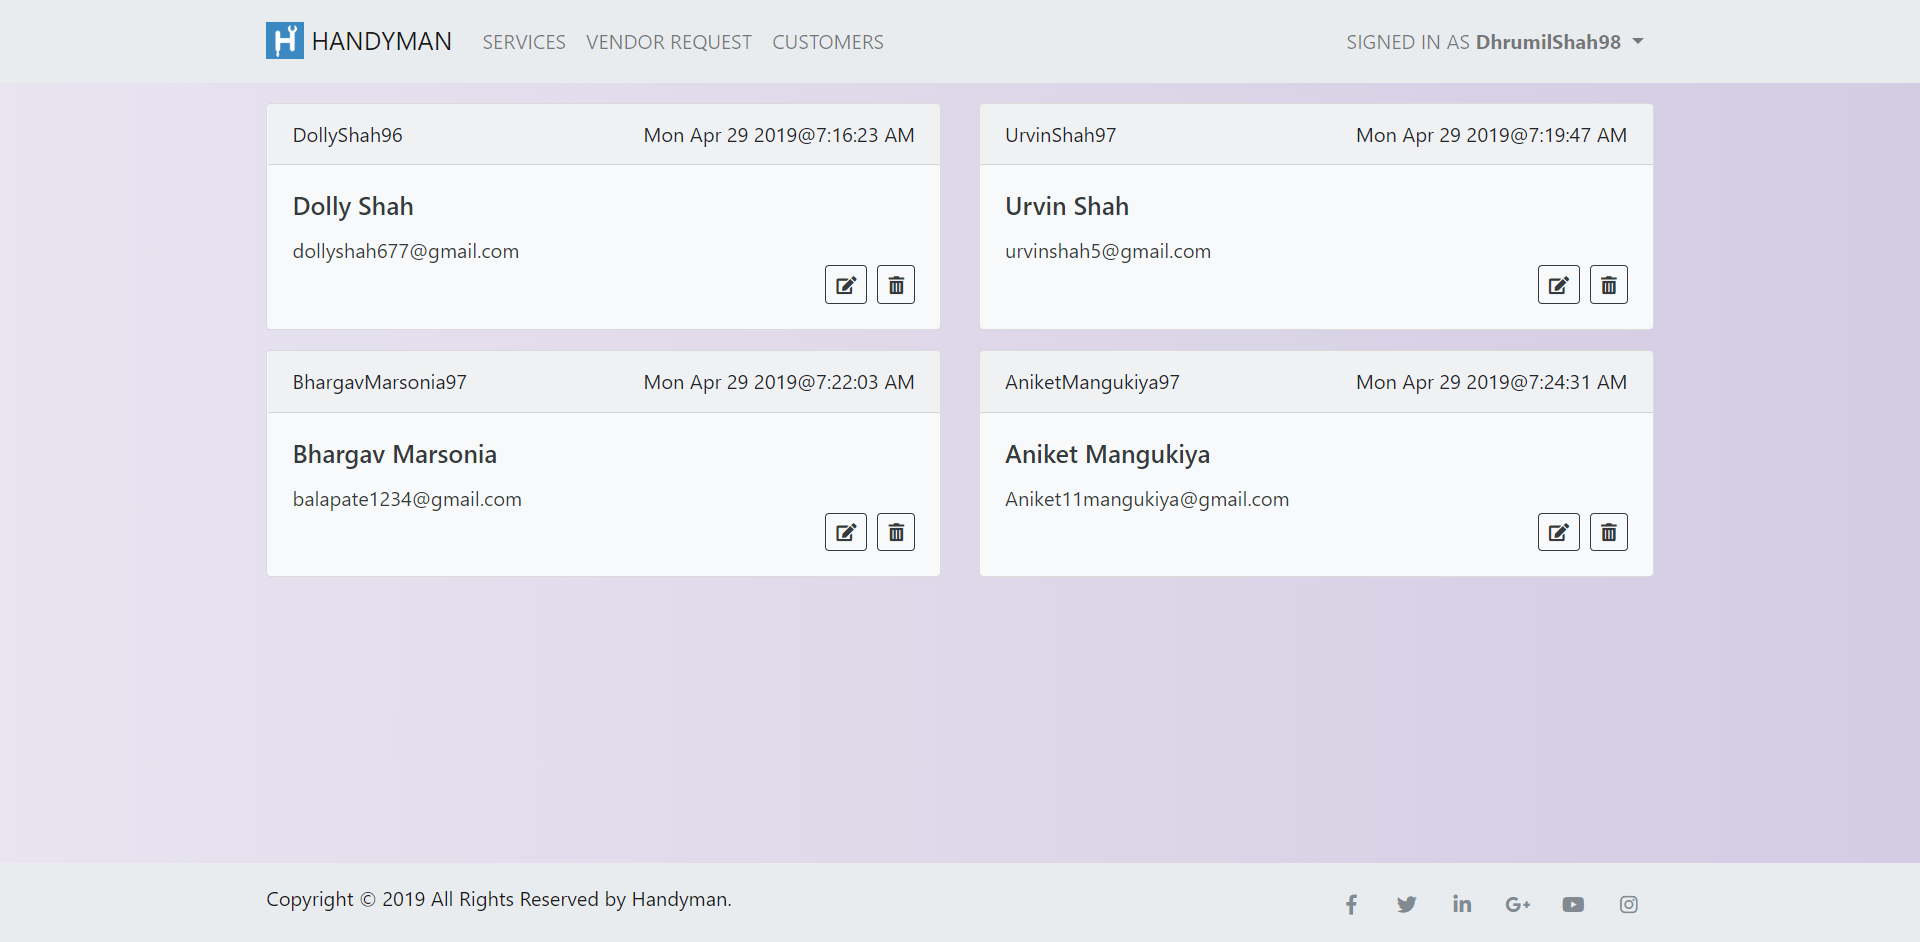 HANDYMAN SERVICES VENDOR REQUEST CUSTOMERS SIGNED IN AS DhrumilShah98
DollyShah96 Mon Apr 29 2019@7:16:23 AM
Dolly Shah
dollyshah677@gmail.com
UrvinShah97 Mon Apr 29 2019@7:19:47 AM
Urvin Shah
urvinshah5@gmail.com
BhargavMarsonia97 Mon Apr 29 2019@7:22:03 AM
Bhargav Marsonia
balapate1234@gmail.com
AniketMangukiya97 Mon Apr 29 2019@7:24:31 AM
Aniket Mangukiya
Aniket11mangukiya@gmail.com
Copyright © 2019 All Rights Reserved by Handyman.